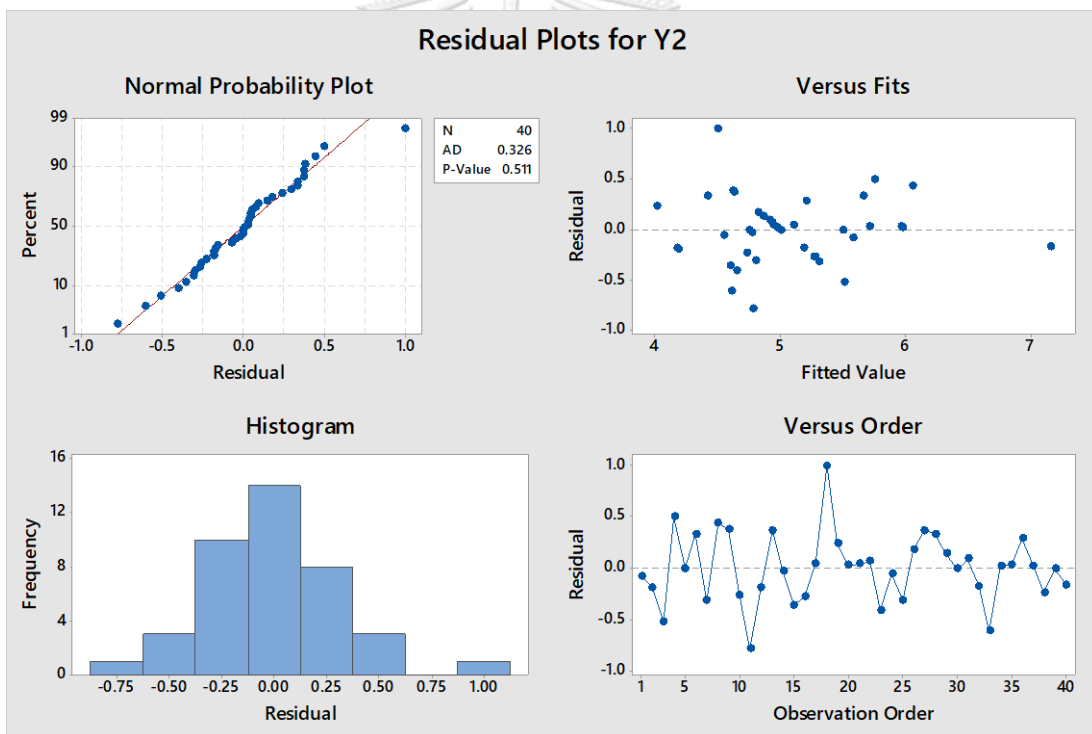 Residual Plots for Y2
Normal Probability Plot
99
90
50
10
1
Percent
-1.0 -0.5 0.0 0.5 1.0
Residual
N 40
AD 0.326
P-Value 0.511
Versus Fits
1.0
0.5
0.0
-0.5
-1.0
Residual
4 5 6 7
Fitted Value
Histogram
16
12
8
4
0
Frequency
-0.75 -0.50 -0.25 0.00 0.25 0.50 0.75 1.00
Residual
Versus Order
1.0
0.5
0.0
-0.5
-1.0
Residual
1 5 10 15 20 25 30 35 40
Observation Order